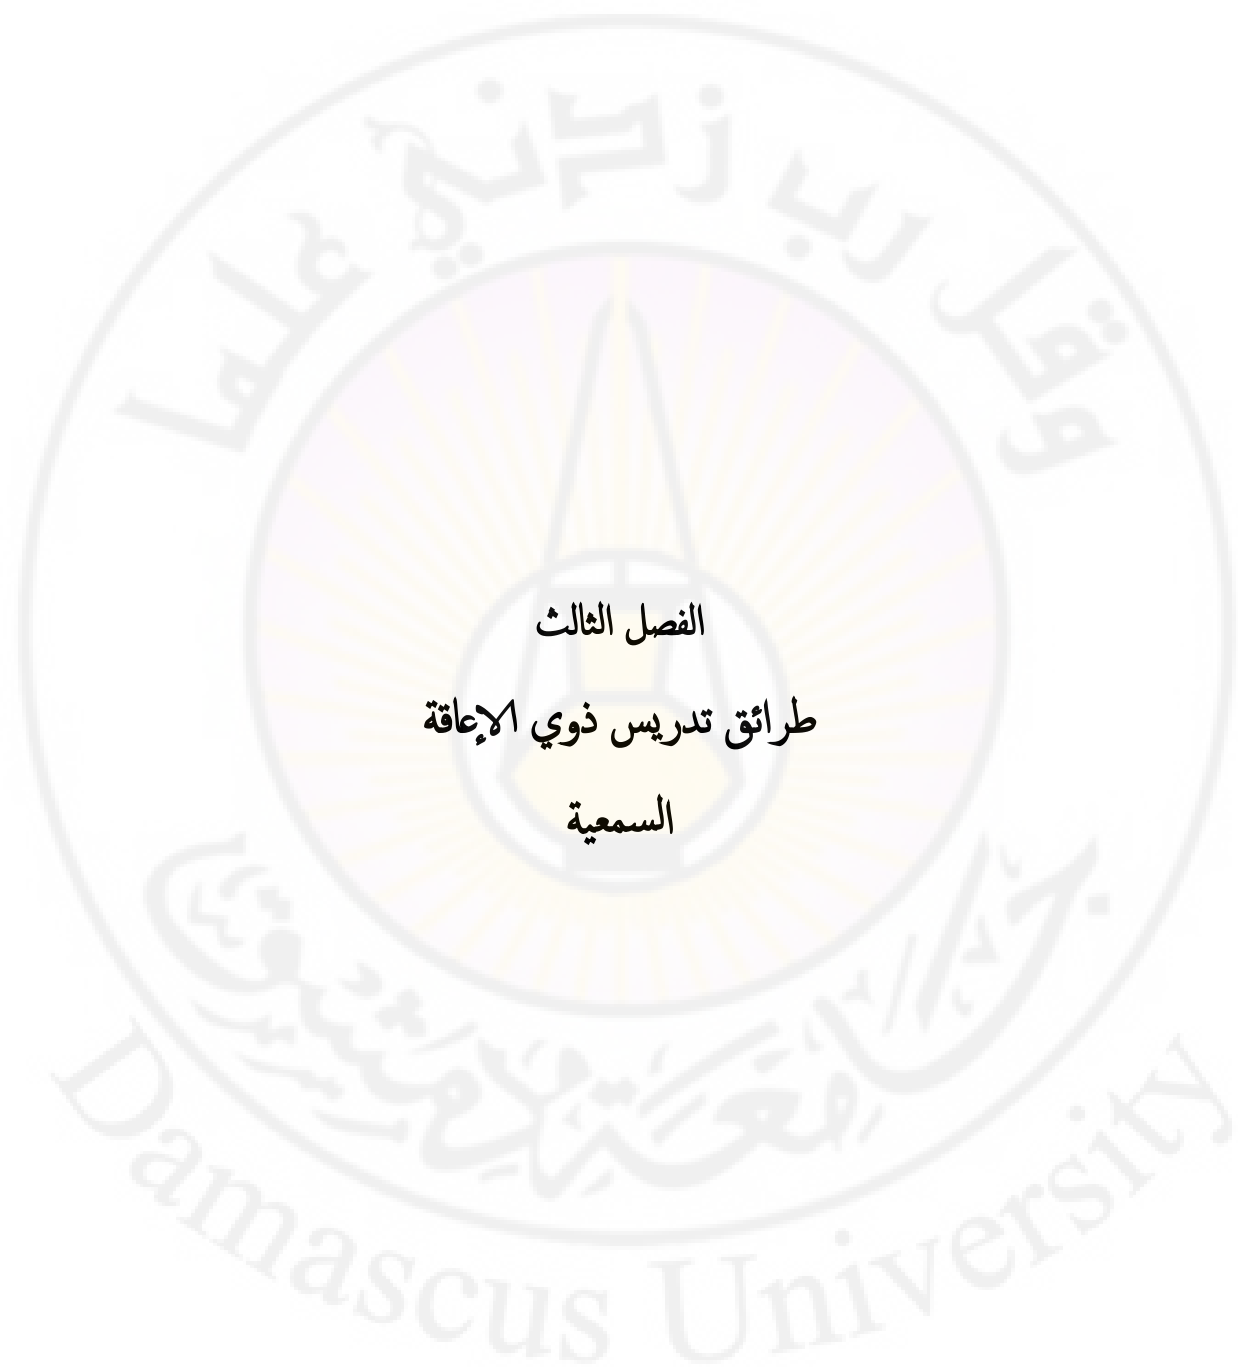 وقل رب زدني علما
الفصل الثالث
طرائق تدريس ذوي الإعاقة
السمعية
جامعة دمشق
Damascus University